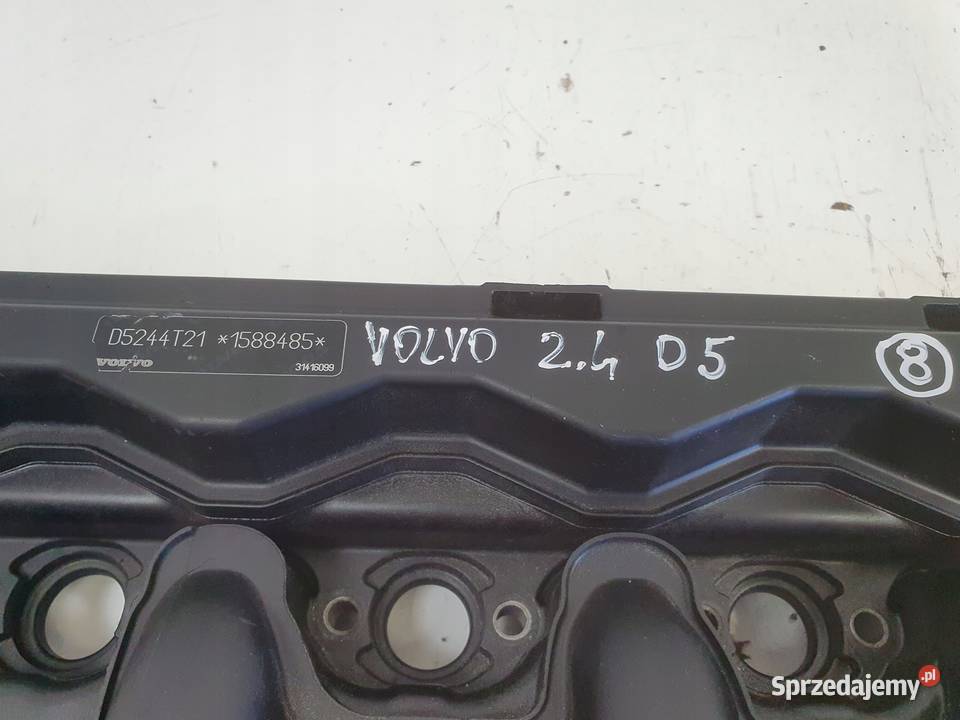 D5244T21 *1588485*
VOLVO 31416099
VOLVO 2.4 D5
8
Sprzedajemy.pl